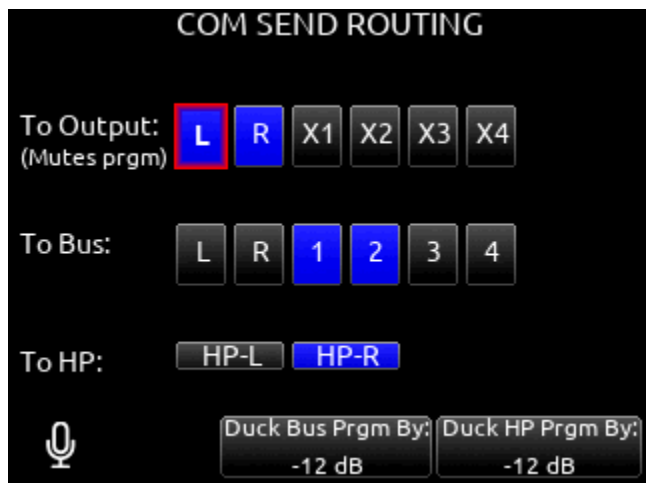 COM SEND ROUTING
To Output: L R X1 X2 X3 X4
(Mutes prgm)
To Bus: L R 1 2 3 4
To HP: HP-L HP-R
Duck Bus Prgm By: Duck HP Prgm By:
-12 dB -12 dB